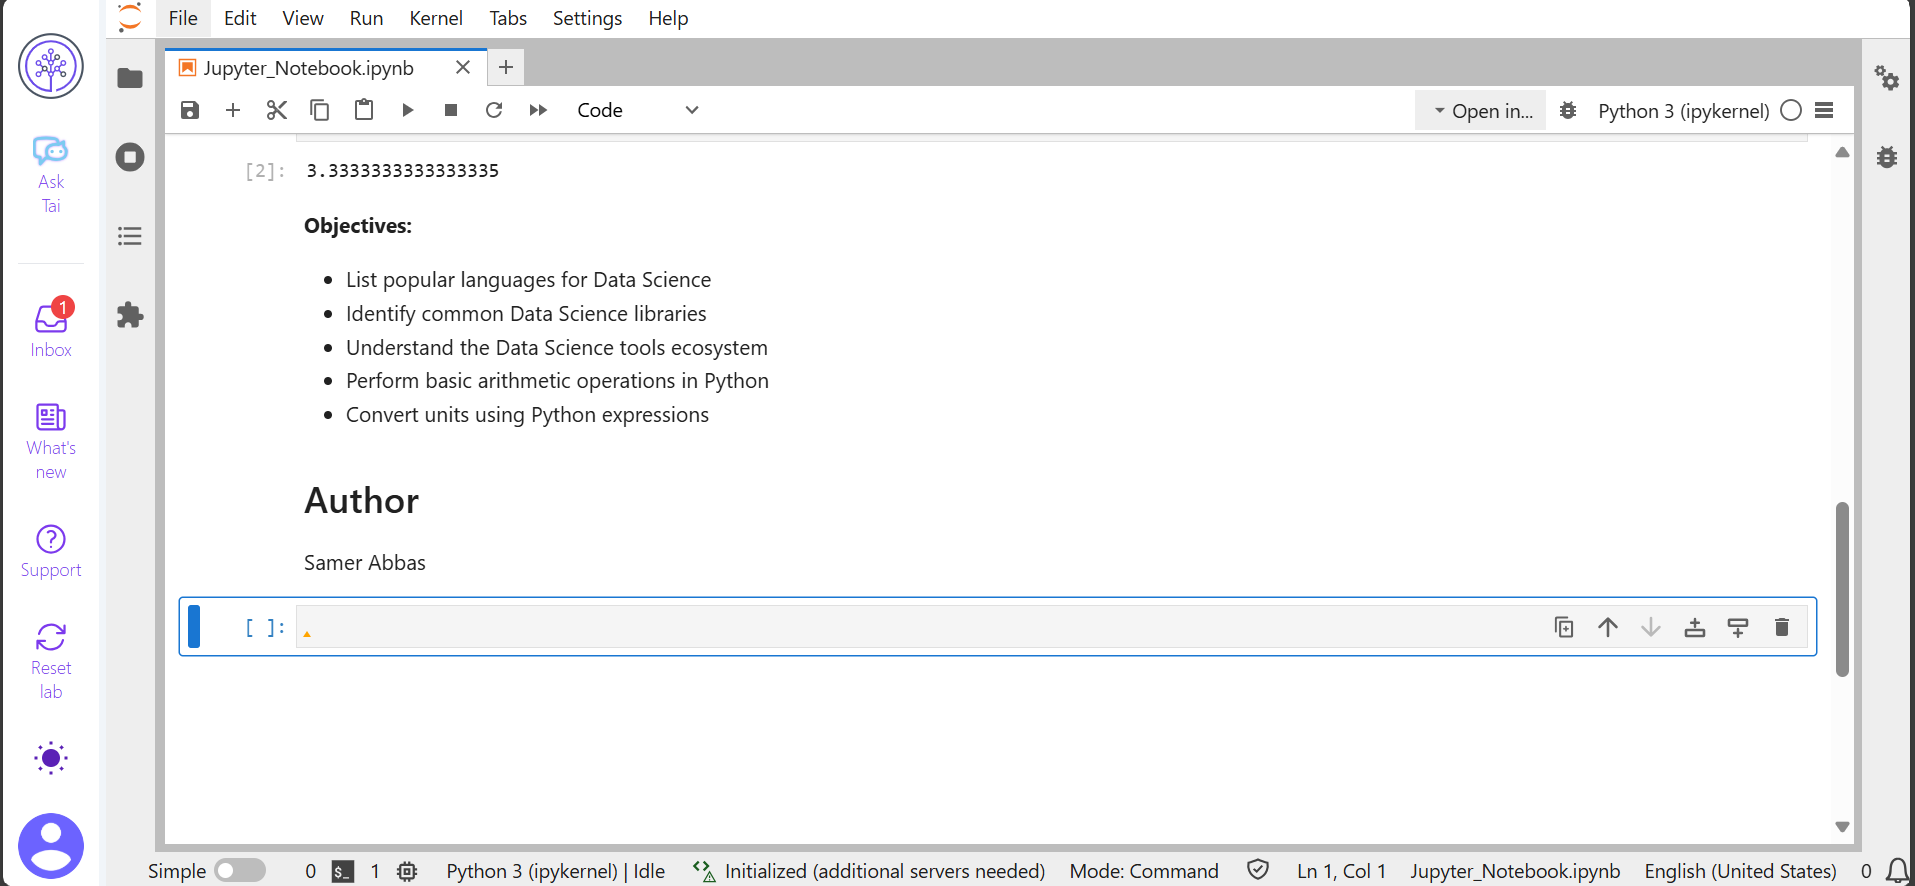 File Edit View Run Kernel Tabs Settings Help
Jupyter_Notebook.ipynb
Code
Open in...
Python 3 (ipykernel)
Ask
Tai
1
Inbox
What's
new
Support
Reset
lab
[2]: 3.3333333333333335
Objectives:
• List popular languages for Data Science
• Identify common Data Science libraries
• Understand the Data Science tools ecosystem
• Perform basic arithmetic operations in Python
• Convert units using Python expressions
Author
Samer Abbas
[ ]:
Simple 0 $_ 1 Python 3 (ipykernel) | Idle Initialized (additional servers needed) Mode: Command Ln 1, Col 1 Jupyter_Notebook.ipynb English (United States) 0